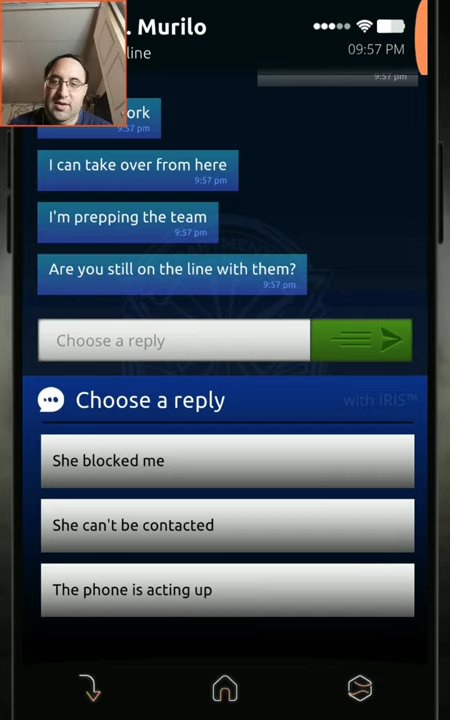 . Murilo
line
09:57 PM
9:57 pm
ork
9:57 pm
I can take over from here
9:57 pm
I'm prepping the team
9:57 pm
Are you still on the line with them?
9:57 pm
Choose a reply
Choose a reply
with IRIS™
She blocked me
She can't be contacted
The phone is acting up